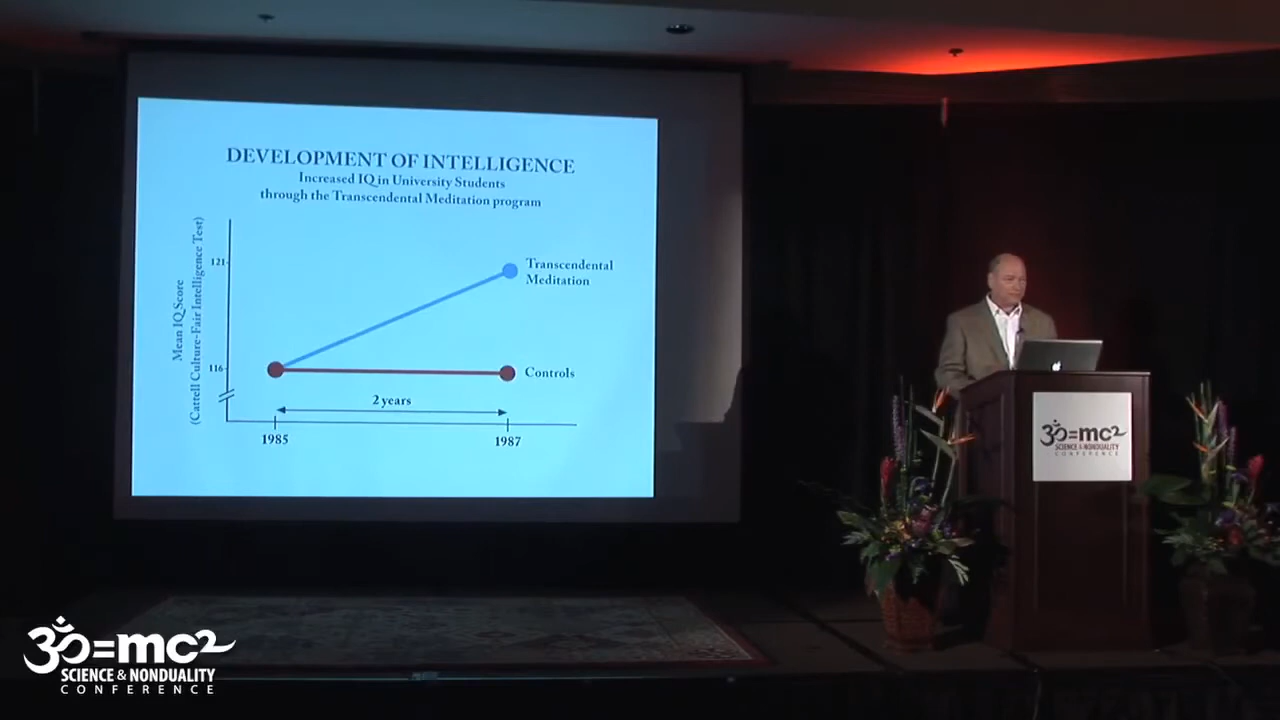 DEVELOPMENT OF INTELLIGENCE
Increased IQ in University Students
through the Transcendental Meditation program
Mean IQ Score
(Cattell Culture-Fair Intelligence Test)
121
116
Transcendental
Meditation
Controls
2 years
1985
1987
ॐ=mc2
SCIENCE & NONDUALITY
CONFERENCE
ॐ=mc2
SCIENCE & NONDUALITY
CONFERENCE